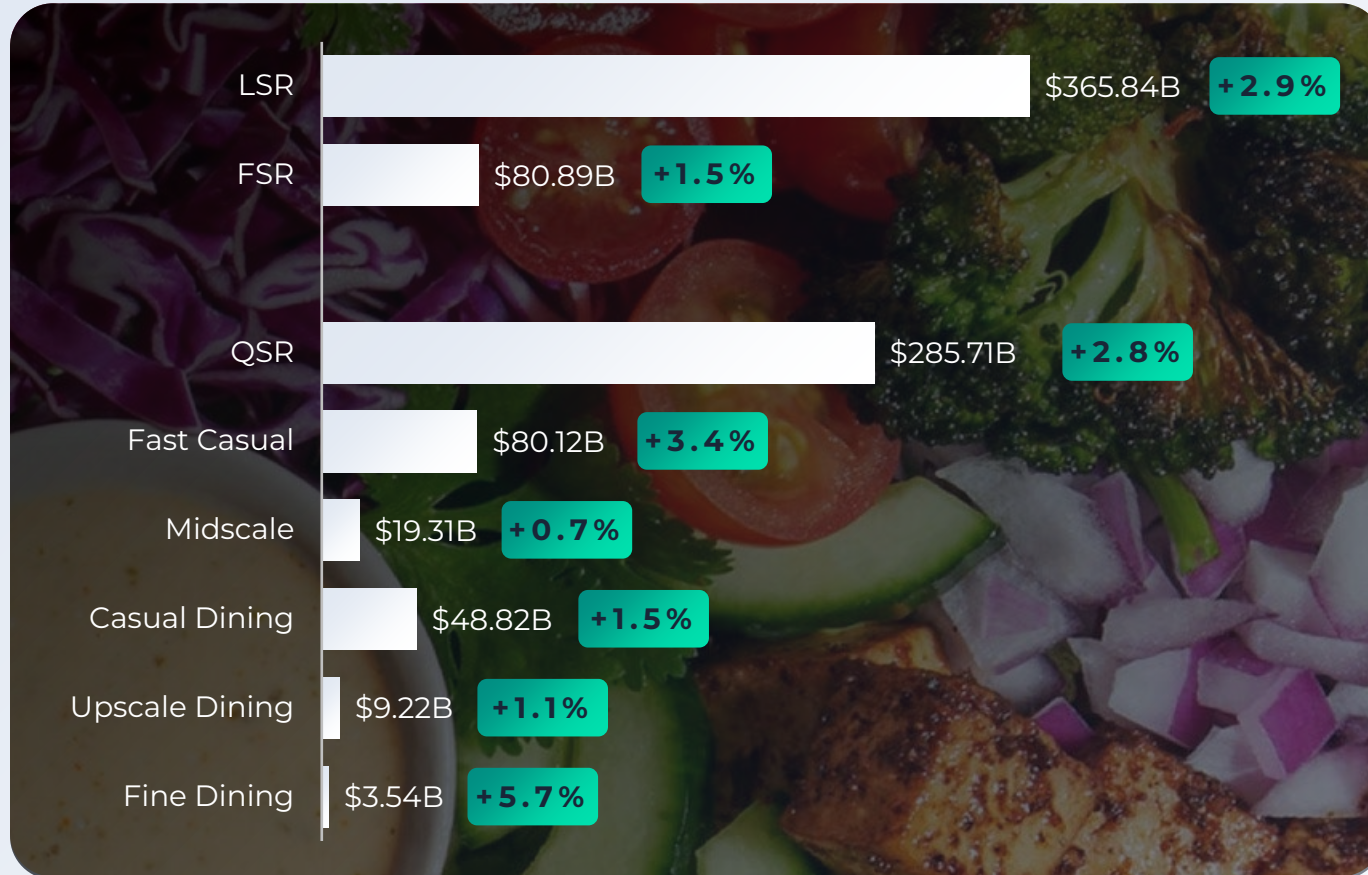 LSR $365.84B +2.9%
FSR $80.89B +1.5%
QSR $285.71B +2.8%
Fast Casual $80.12B +3.4%
Midscale $19.31B +0.7%
Casual Dining $48.82B +1.5%
Upscale Dining $9.22B +1.1%
Fine Dining $3.54B +5.7%